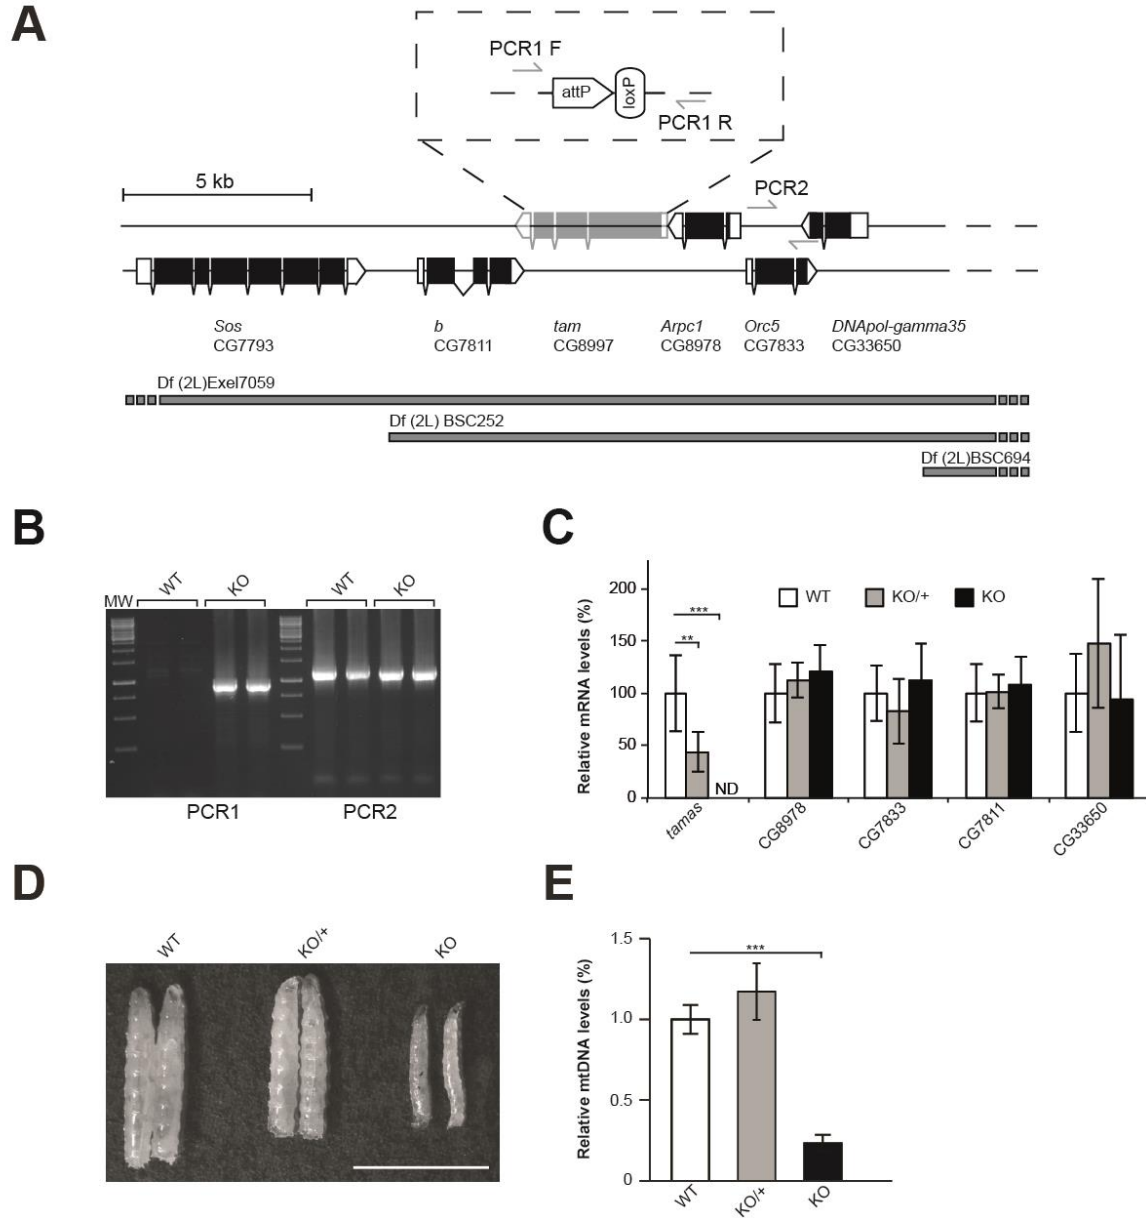 A
PCR1 F
attP
loxP
PCR1 R
5 kb
PCR2
Sos b tam Arpc1 Orc5 DNApol-gamma35
CG7793 CG7811 CG8997 CG8978 CG7833 CG33650
Df (2L)Exel7059
Df (2L) BSC252
Df (2L)BSC694
B
WT KO WT KO
MW
PCR1 PCR2
C
Relative mRNA levels (%)
200
150
100
50
0
WT KO/+ KO
***
**
ND
tamas CG8978 CG7833 CG7811 CG33650
D
WT KO/+ KO
E
Relative mtDNA levels (%)
1.5
1.0
0.5
0
***
WT KO/+ KO